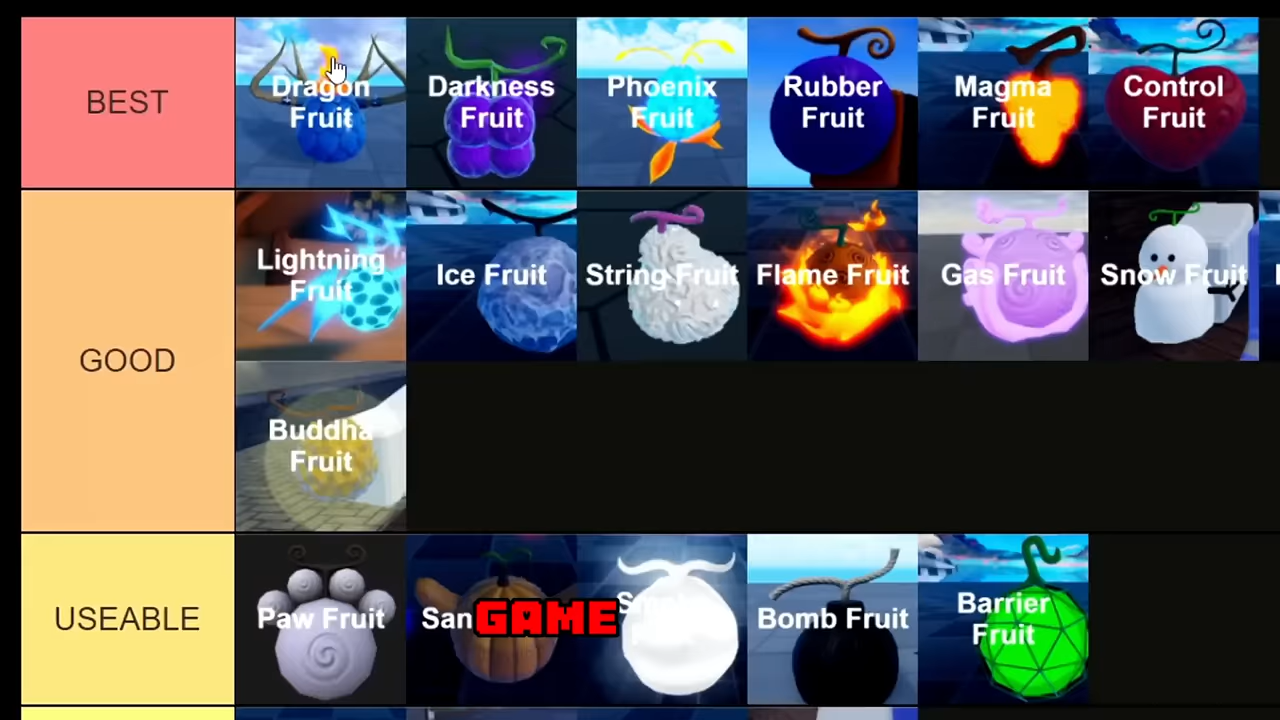 BEST
Dragon
Fruit
Darkness
Fruit
Phoenix
Fruit
Rubber
Fruit
Magma
Fruit
Control
Fruit
GOOD
Lightning
Fruit
Ice Fruit
String Fruit
Flame Fruit
Gas Fruit
Snow Fruit
Buddha
Fruit
USEABLE
Paw Fruit
San
GAME
Bomb Fruit
Barrier
Fruit